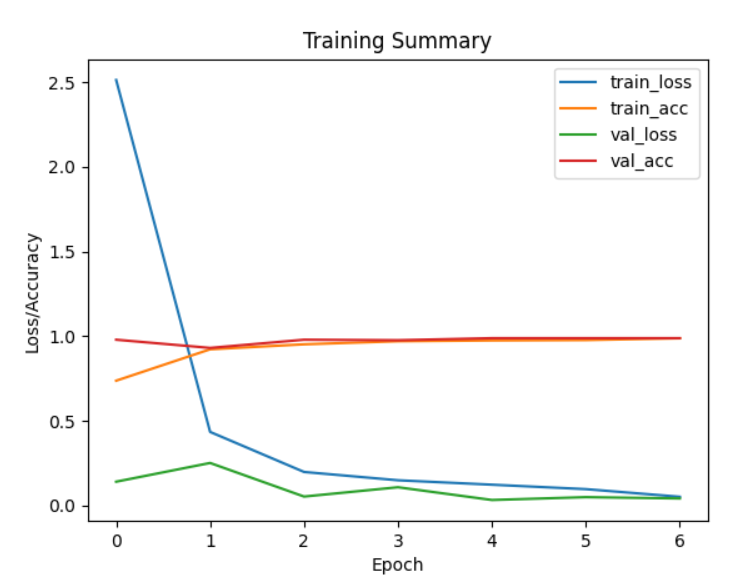 Training Summary
train_loss
train_acc
val_loss
val_acc
Loss/Accuracy
2.5
2.0
1.5
1.0
0.5
0.0
0 1 2 3 4 5 6
Epoch